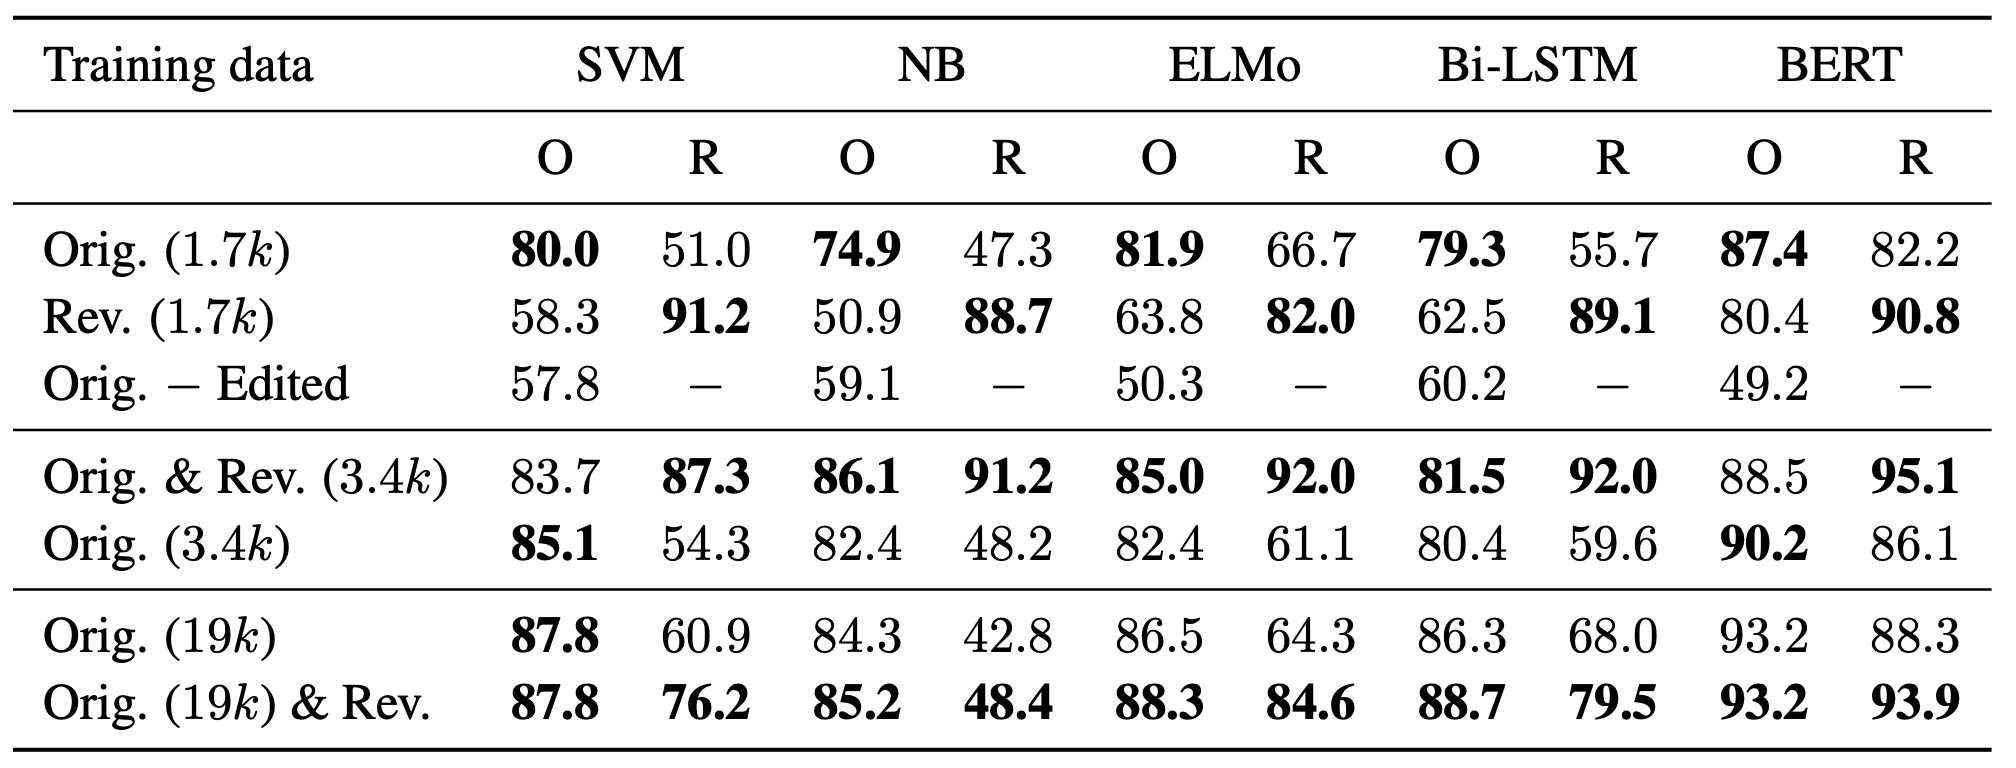 Training data SVM NB ELMo Bi-LSTM BERT
O R O R O R O R O R
Orig. (1.7k) 80.0 51.0 74.9 47.3 81.9 66.7 79.3 55.7 87.4 82.2
Rev. (1.7k) 58.3 91.2 50.9 88.7 63.8 82.0 62.5 89.1 80.4 90.8
Orig. − Edited 57.8 − 59.1 − 50.3 − 60.2 − 49.2 −
Orig. & Rev. (3.4k) 83.7 87.3 86.1 91.2 85.0 92.0 81.5 92.0 88.5 95.1
Orig. (3.4k) 85.1 54.3 82.4 48.2 82.4 61.1 80.4 59.6 90.2 86.1
Orig. (19k) 87.8 60.9 84.3 42.8 86.5 64.3 86.3 68.0 93.2 88.3
Orig. (19k) & Rev. 87.8 76.2 85.2 48.4 88.3 84.6 88.7 79.5 93.2 93.9